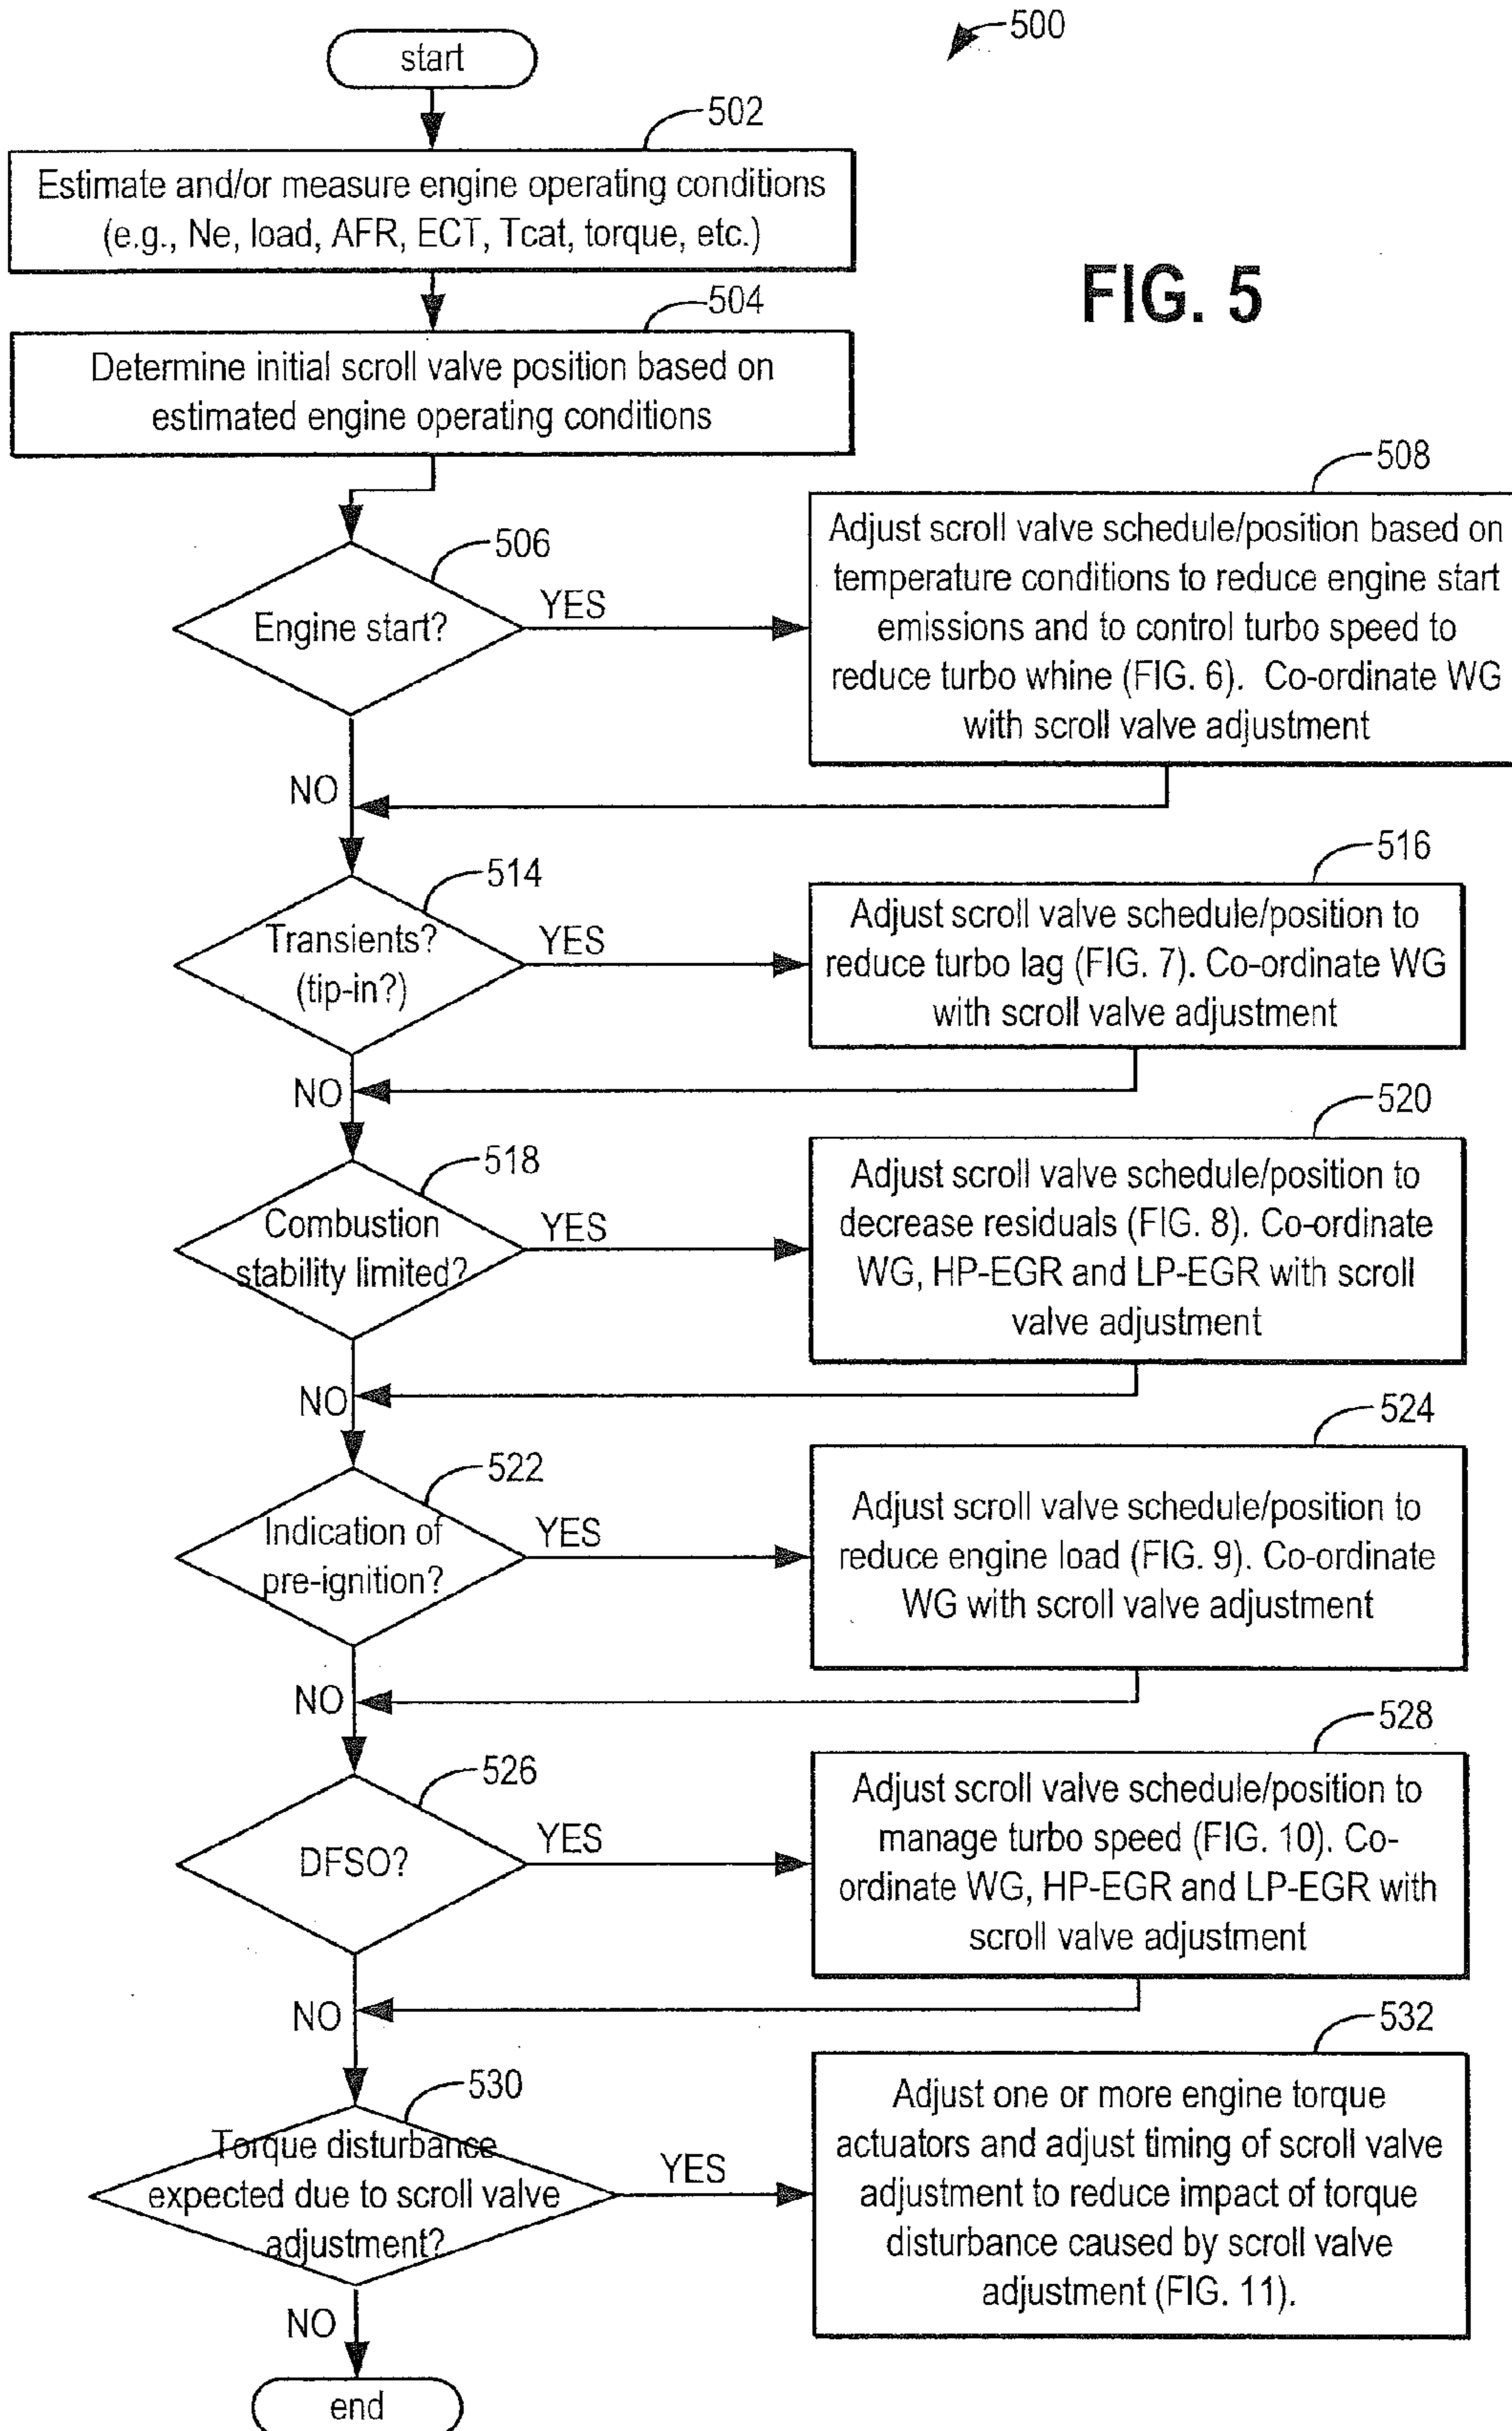 500
start
502
Estimate and/or measure engine operating conditions
(e.g., Ne, load, AFR, ECT, Tcat, torque, etc.)
FIG. 5
504
Determine initial scroll valve position based on
estimated engine operating conditions
506
Engine start?
YES
NO
508
Adjust scroll valve schedule/position based on
temperature conditions to reduce engine start
emissions and to control turbo speed to
reduce turbo whine (FIG. 6). Co-ordinate WG
with scroll valve adjustment
514
Transients?
(tip-in?)
YES
NO
516
Adjust scroll valve schedule/position to
reduce turbo lag (FIG. 7). Co-ordinate WG
with scroll valve adjustment
518
Combustion
stability limited?
YES
NO
520
Adjust scroll valve schedule/position to
decrease residuals (FIG. 8). Co-ordinate
WG, HP-EGR and LP-EGR with scroll
valve adjustment
522
Indication of
pre-ignition?
YES
NO
524
Adjust scroll valve schedule/position to
reduce engine load (FIG. 9). Co-ordinate
WG with scroll valve adjustment
526
DFSO?
YES
NO
528
Adjust scroll valve schedule/position to
manage turbo speed (FIG. 10). Co-
ordinate WG, HP-EGR and LP-EGR with
scroll valve adjustment
530
Torque disturbance
expected due to scroll valve
adjustment?
YES
NO
532
Adjust one or more engine torque
actuators and adjust timing of scroll valve
adjustment to reduce impact of torque
disturbance caused by scroll valve
adjustment (FIG. 11).
end